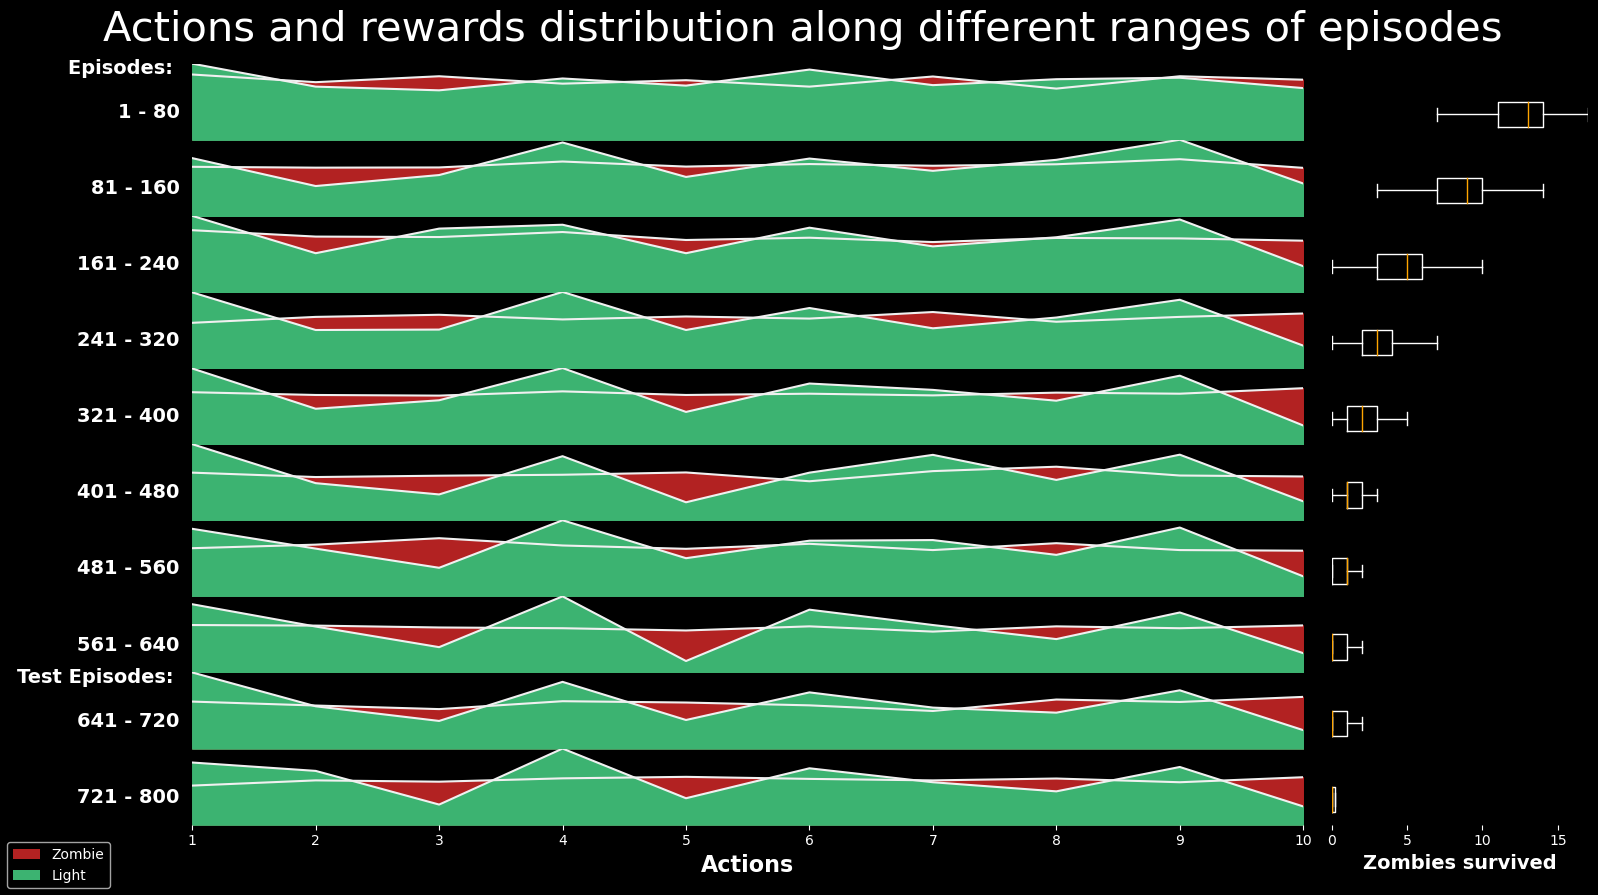 Actions and rewards distribution along different ranges of episodes
Episodes:
1 - 80
81 - 160
161 - 240
241 - 320
321 - 400
401 - 480
481 - 560
561 - 640
Test Episodes:
641 - 720
721 - 800
1 2 3 4 5 6 7 8 9 10 0 5 10 15
Actions
Zombies survived
Zombie
Light